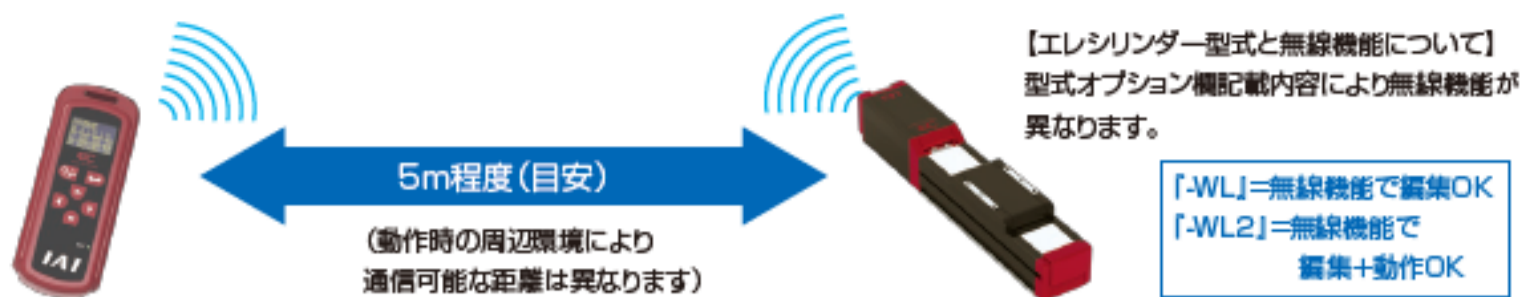 5m程度(目安)
(動作時の周辺環境により
通信可能な距離は異なります)
IAI
【エレシリンダー型式と無線機能について】
型式オプション欄記載内容により無線機能が
異なります。
『-WL』=無線機能で編集OK
『-WL2』=無線機能で
編集+動作OK